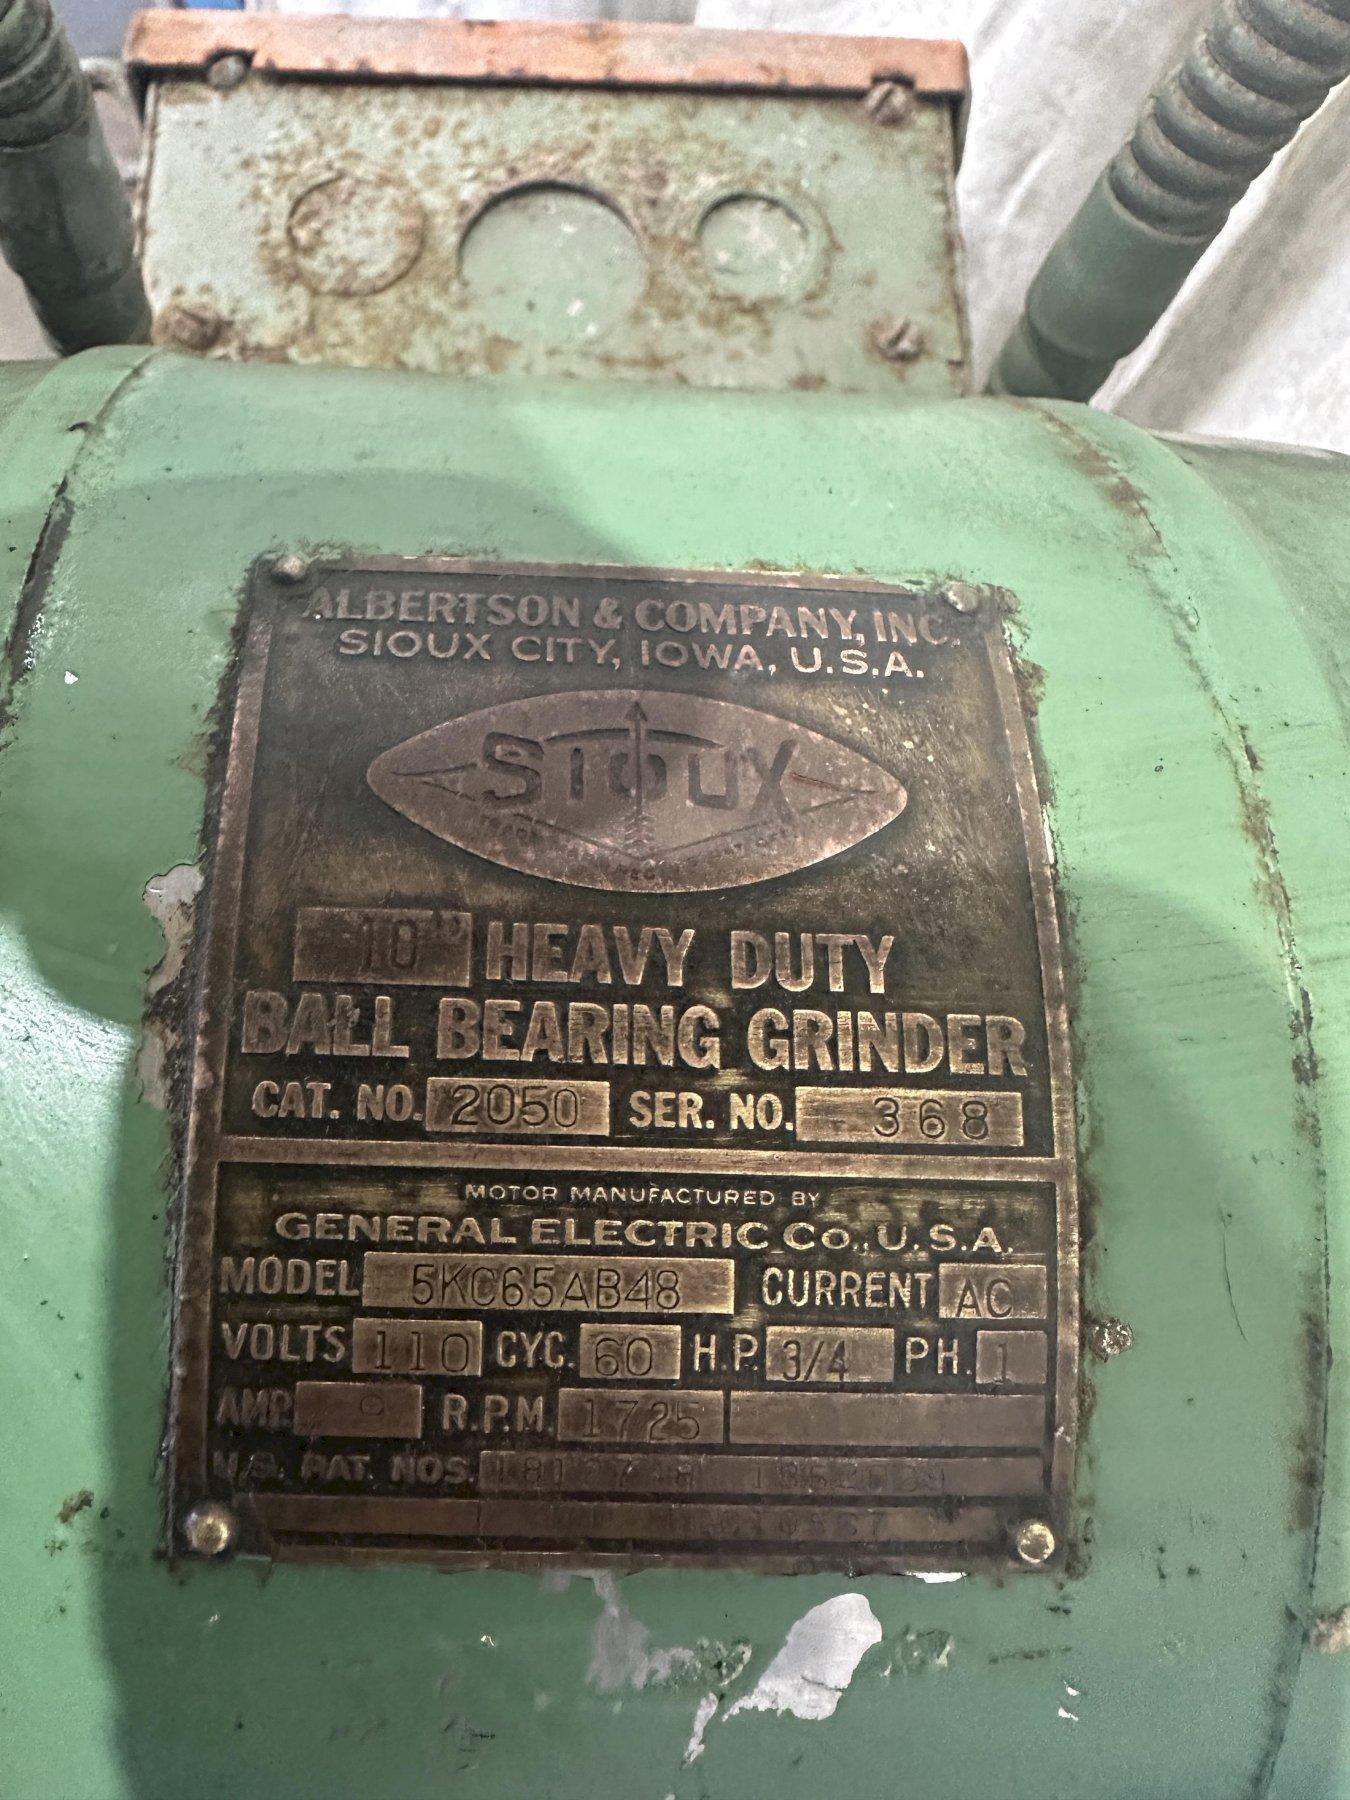 ALBERTSON & COMPANY, INC.
SIOUX CITY, IOWA, U.S.A.
SIOUX
10" HEAVY DUTY
BALL BEARING GRINDER
CAT. NO. 2050 SER. NO. 368
MOTOR MANUFACTURED BY
GENERAL ELECTRIC CO., U.S.A.
MODEL 5KC65AB48 CURRENT AC
VOLTS 110 CYC. 60 H.P. 3/4 PH. 1
AMP. 9 R.P.M. 1725
U.S. PAT. NOS.